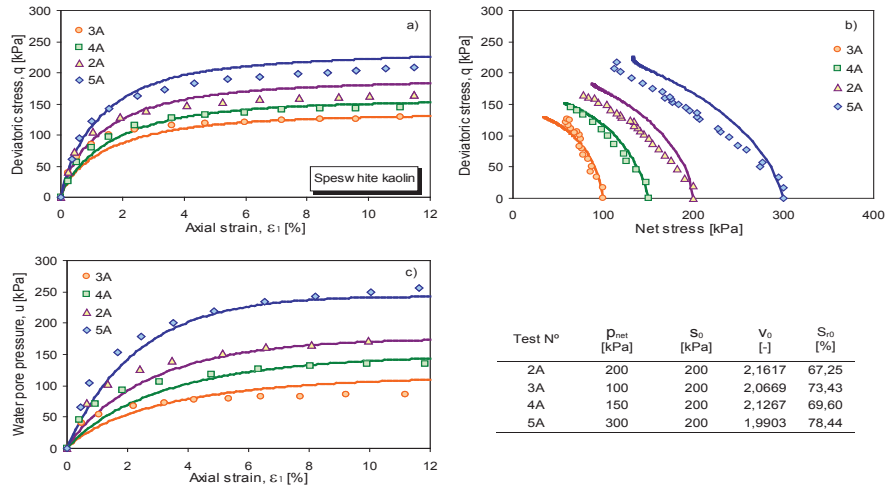 a)
300
250
200
150
100
50
0
Deviatoric stress, q [kPa]
3A
4A
2A
5A
Spesw hite kaolin
0 2 4 6 8 10 12
Axial strain, ε1 [%]
b)
300
250
200
150
100
50
0
Deviatoric stress, q [kPa]
3A
4A
2A
5A
0 100 200 300 400
Net stress [kPa]
c)
300
250
200
150
100
50
0
Water pore pressure, u [kPa]
3A
4A
2A
5A
0 2 4 6 8 10 12
Axial strain, ε1 [%]
Test Nº pnet [kPa] s0 [kPa] v0 [-] Sr0 [%]
2A 200 200 2,1617 67,25
3A 100 200 2,0669 73,43
4A 150 200 2,1267 69,60
5A 300 200 1,9903 78,44